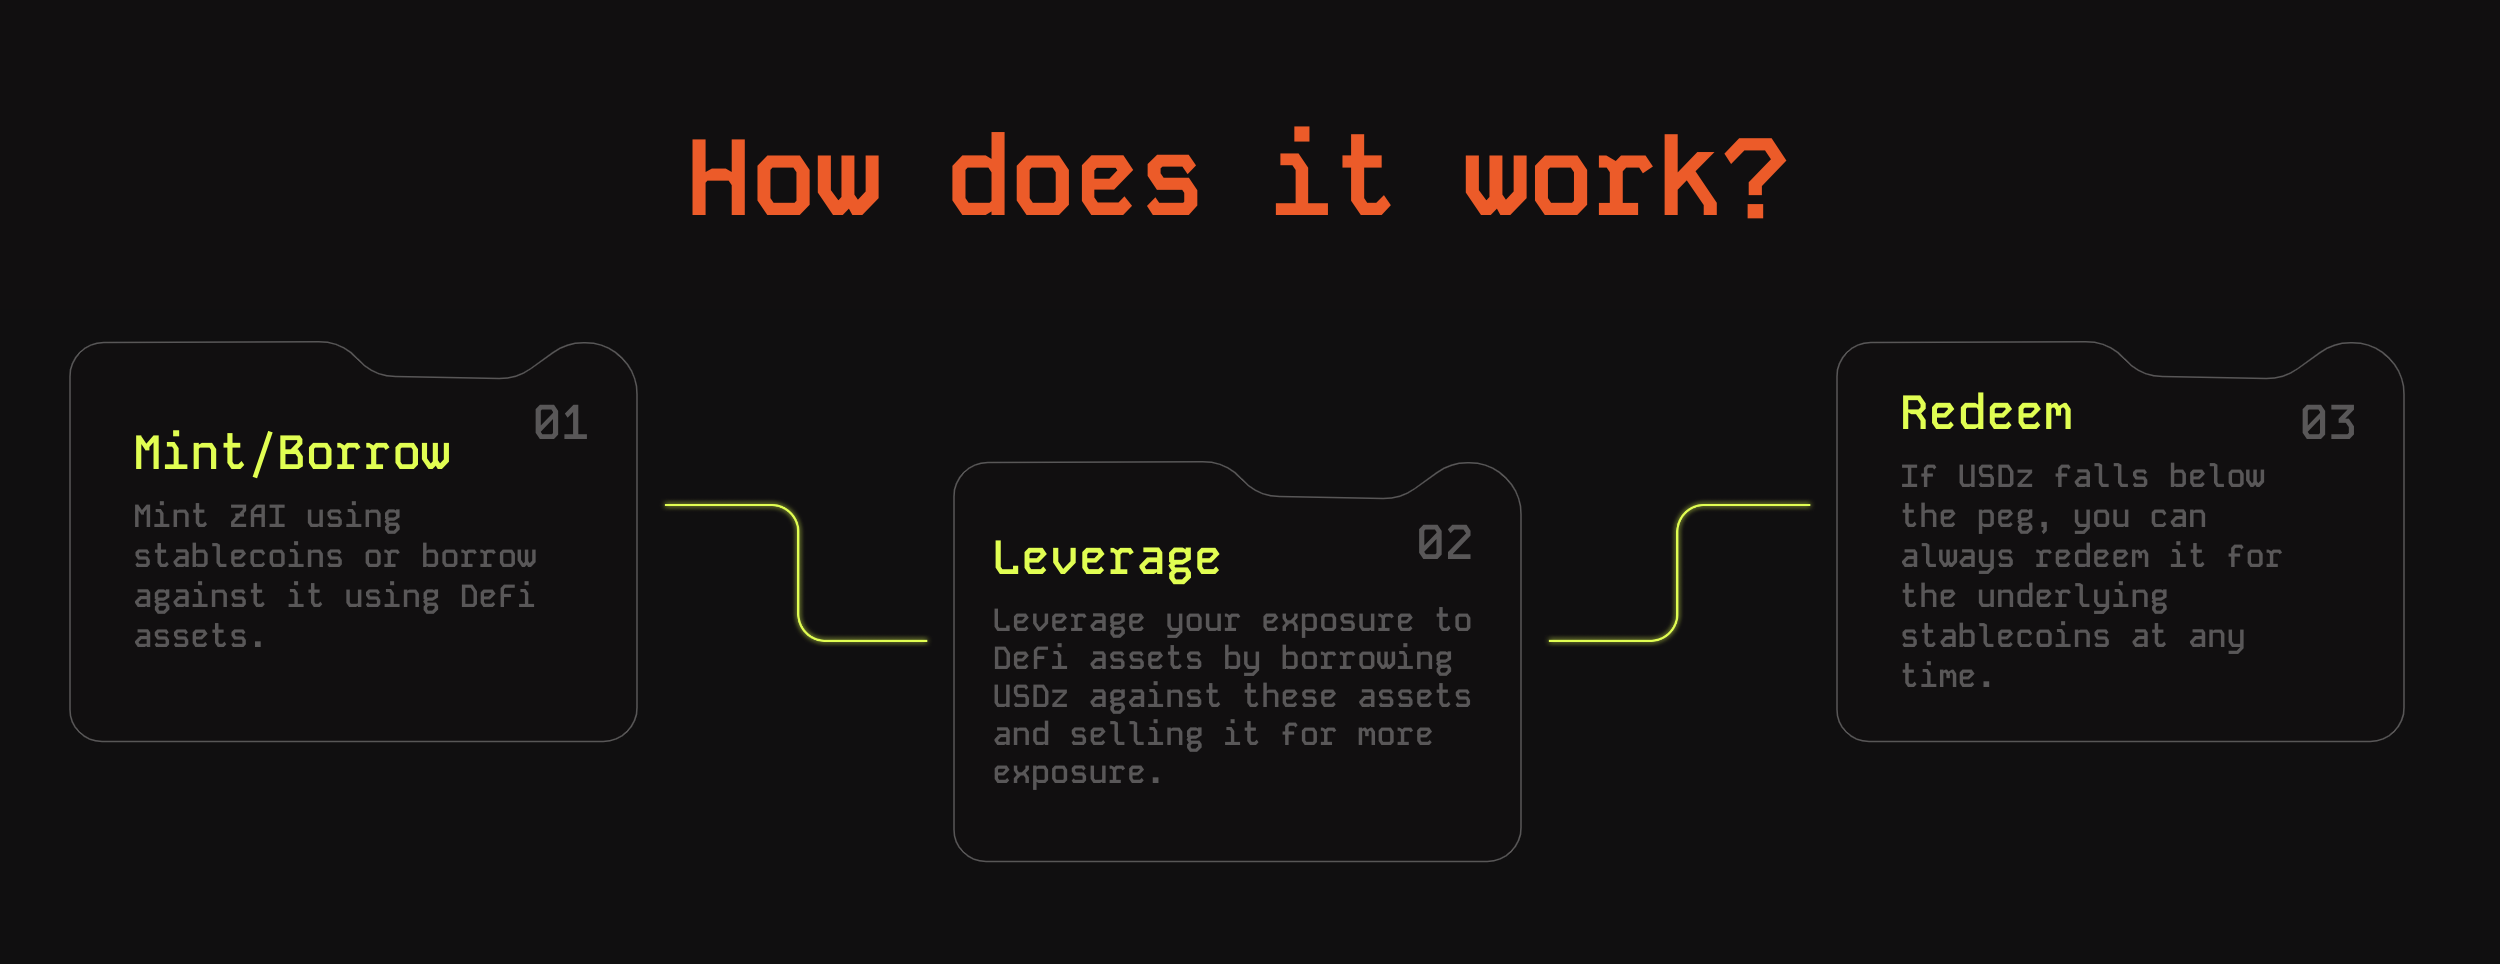 How does it work?
01
Mint/Borrow
Mint ZAI using
stablecoins or borrow
against it using DeFi
assets.
02
Leverage
Leverage your exposure to
DeFi assets by borrowing
USDz against these assets
and selling it for more
exposure.
03
Redeem
If USDz falls below
the peg, you can
always redeem it for
the underlying
stablecoins at any
time.